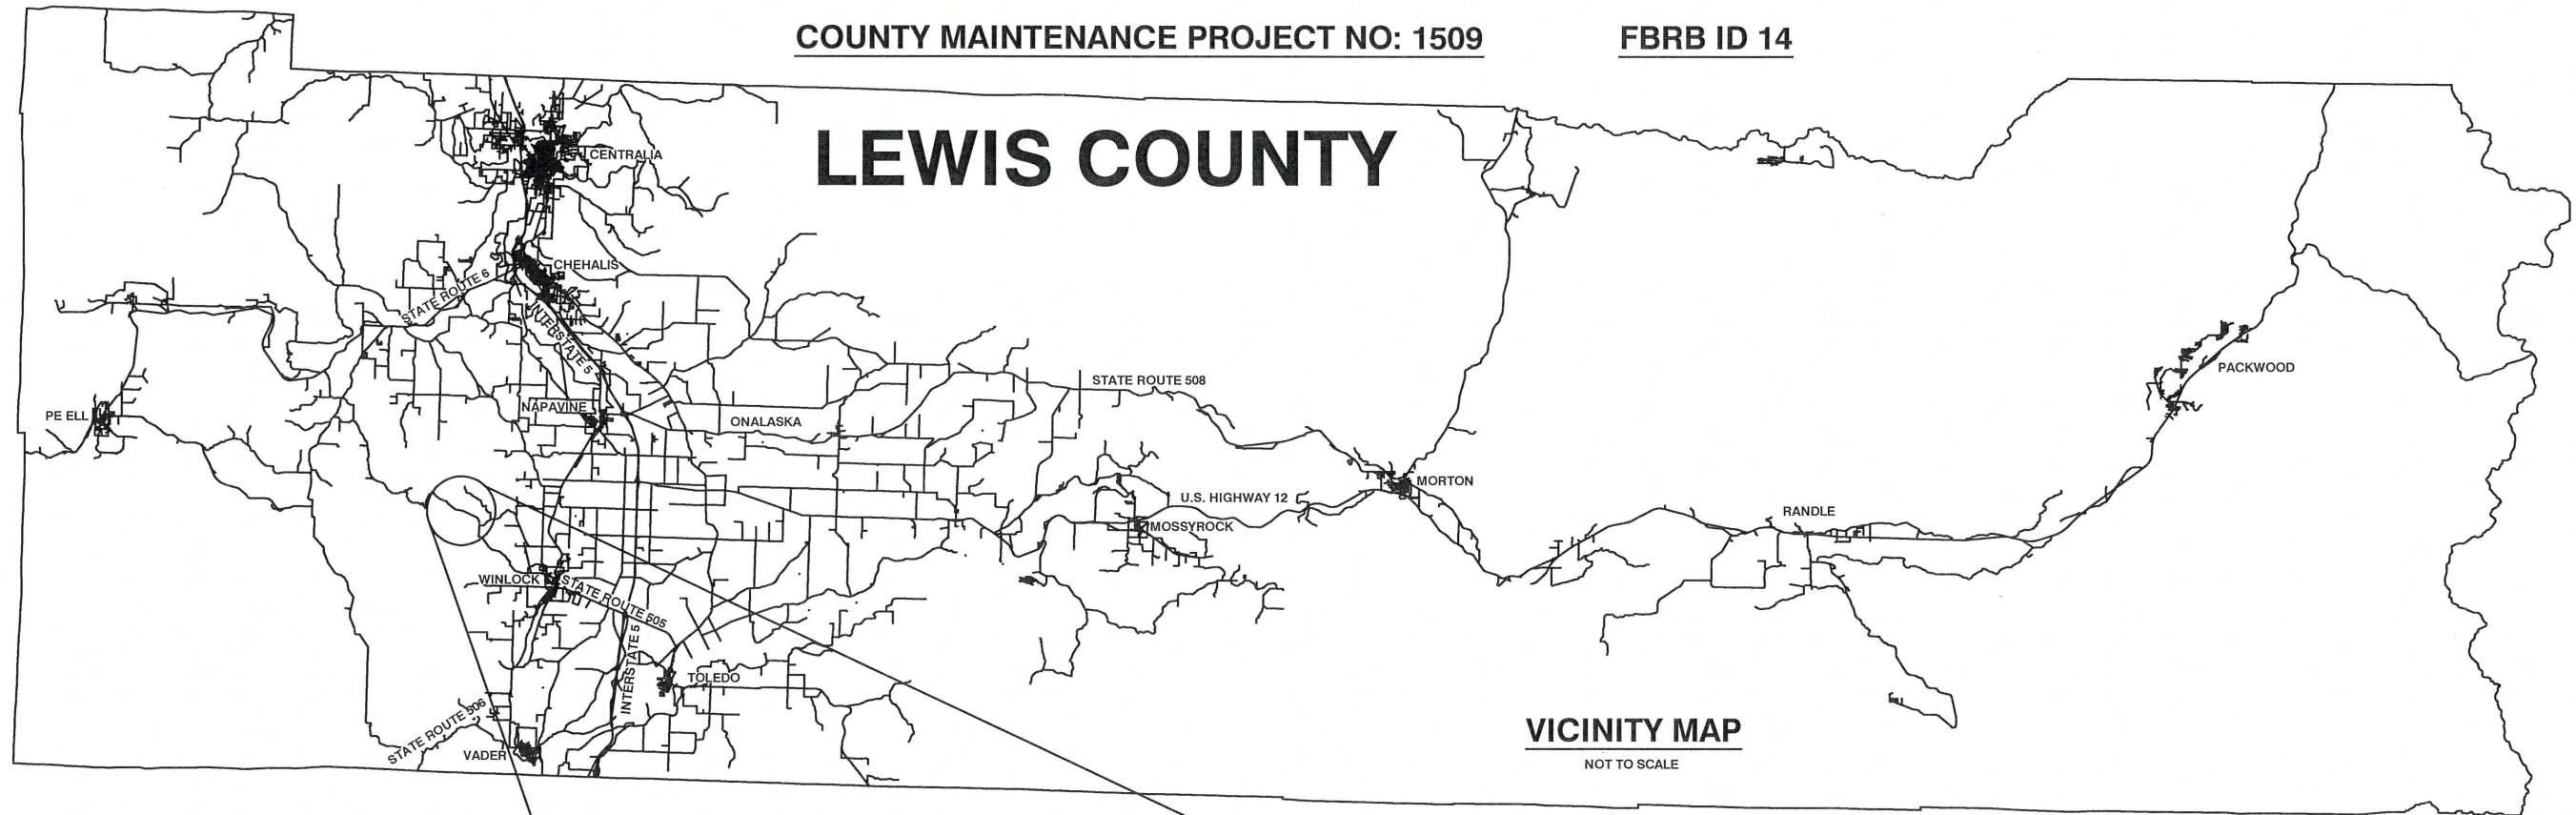 COUNTY MAINTENANCE PROJECT NO: 1509
FBRB ID 14
LEWIS COUNTY
CENTRALIA
CHEHALIS
STATE ROUTE 6
INTERSTATE 5
STATE ROUTE 508
PACKWOOD
PE ELL
NAPAVINE
ONALASKA
MORTON
U.S. HIGHWAY 12
MOSSYROCK
RANDLE
WINLOCK
STATE ROUTE 505
INTERSTATE 5
TOLEDO
STATE ROUTE 506
VADER
VICINITY MAP
NOT TO SCALE